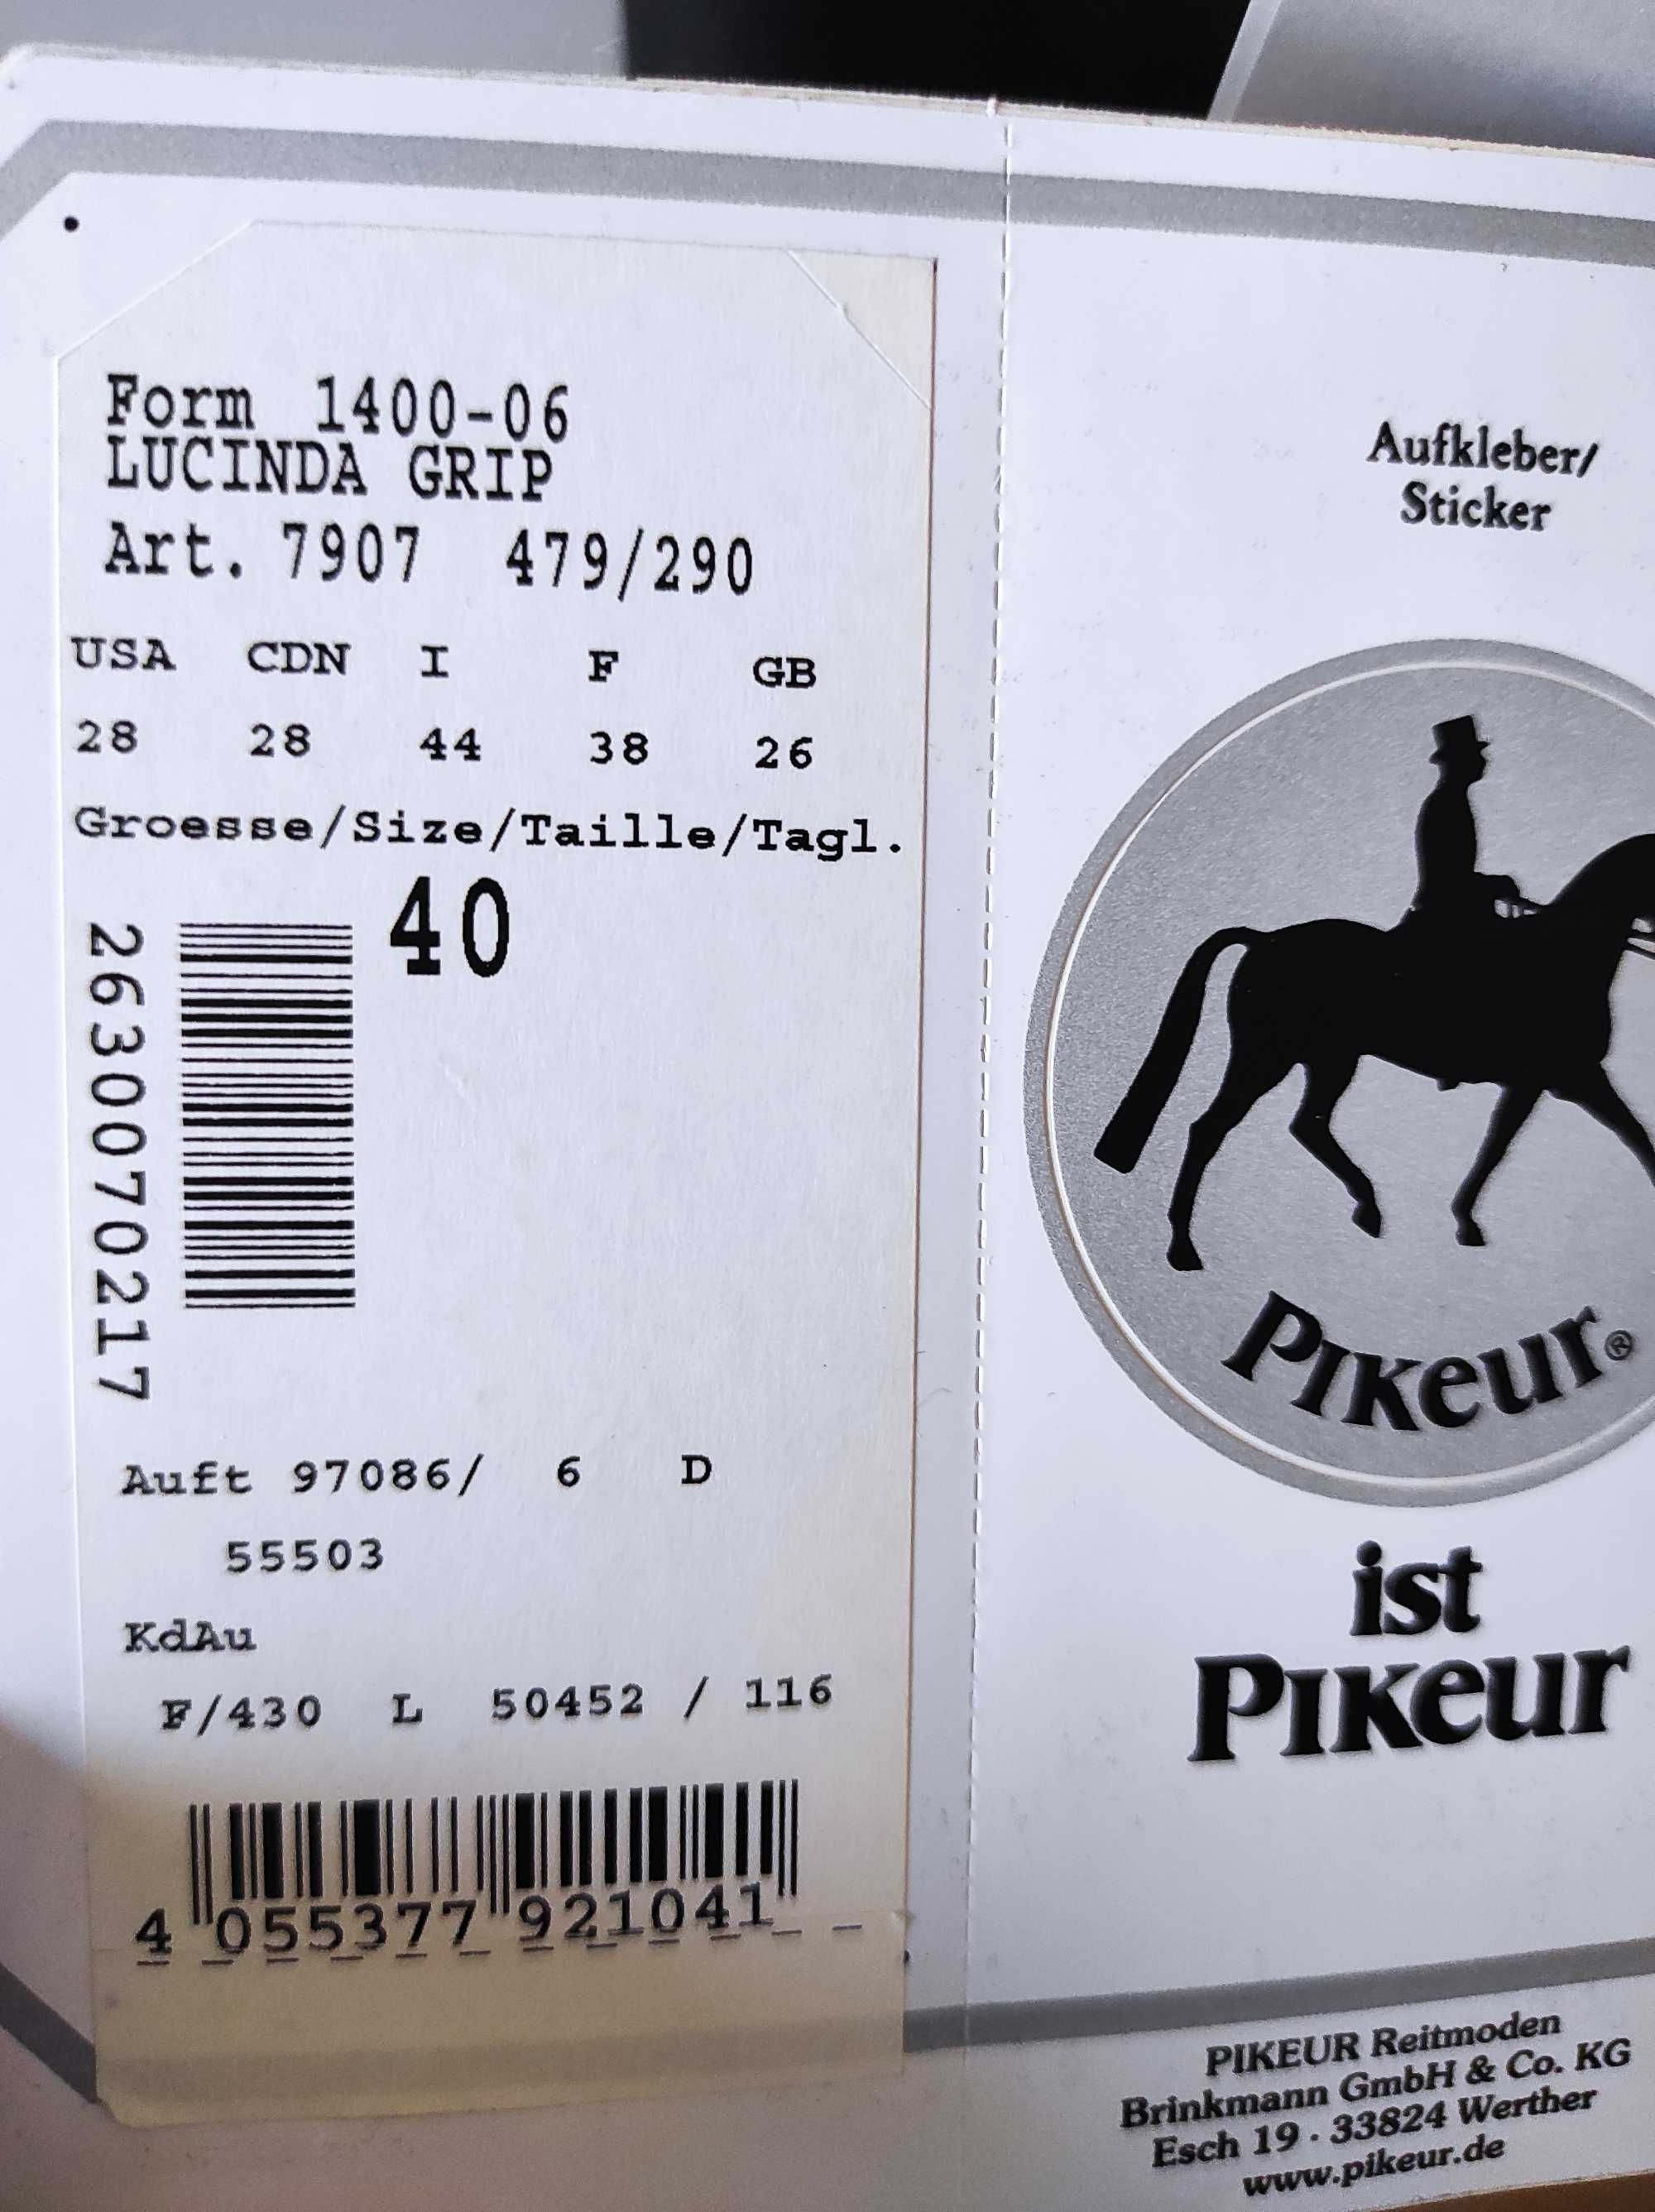 Form 1400-06
LUCINDA GRIP
Art. 7907 479/290
USA CDN I F GB
28 28 44 38 26
Groesse/Size/Taille/Tagl.
40
2630070217
Auft 97086/ 6 D
55503
KdAu
F/430 L 50452 / 116
4 055377 921041
Aufkleber/
Sticker
PIKeur®
ist
PIKeur
PIKEUR Reitmoden
Brinkmann GmbH & Co. KG
Esch 19 · 33824 Werther
www.pikeur.de